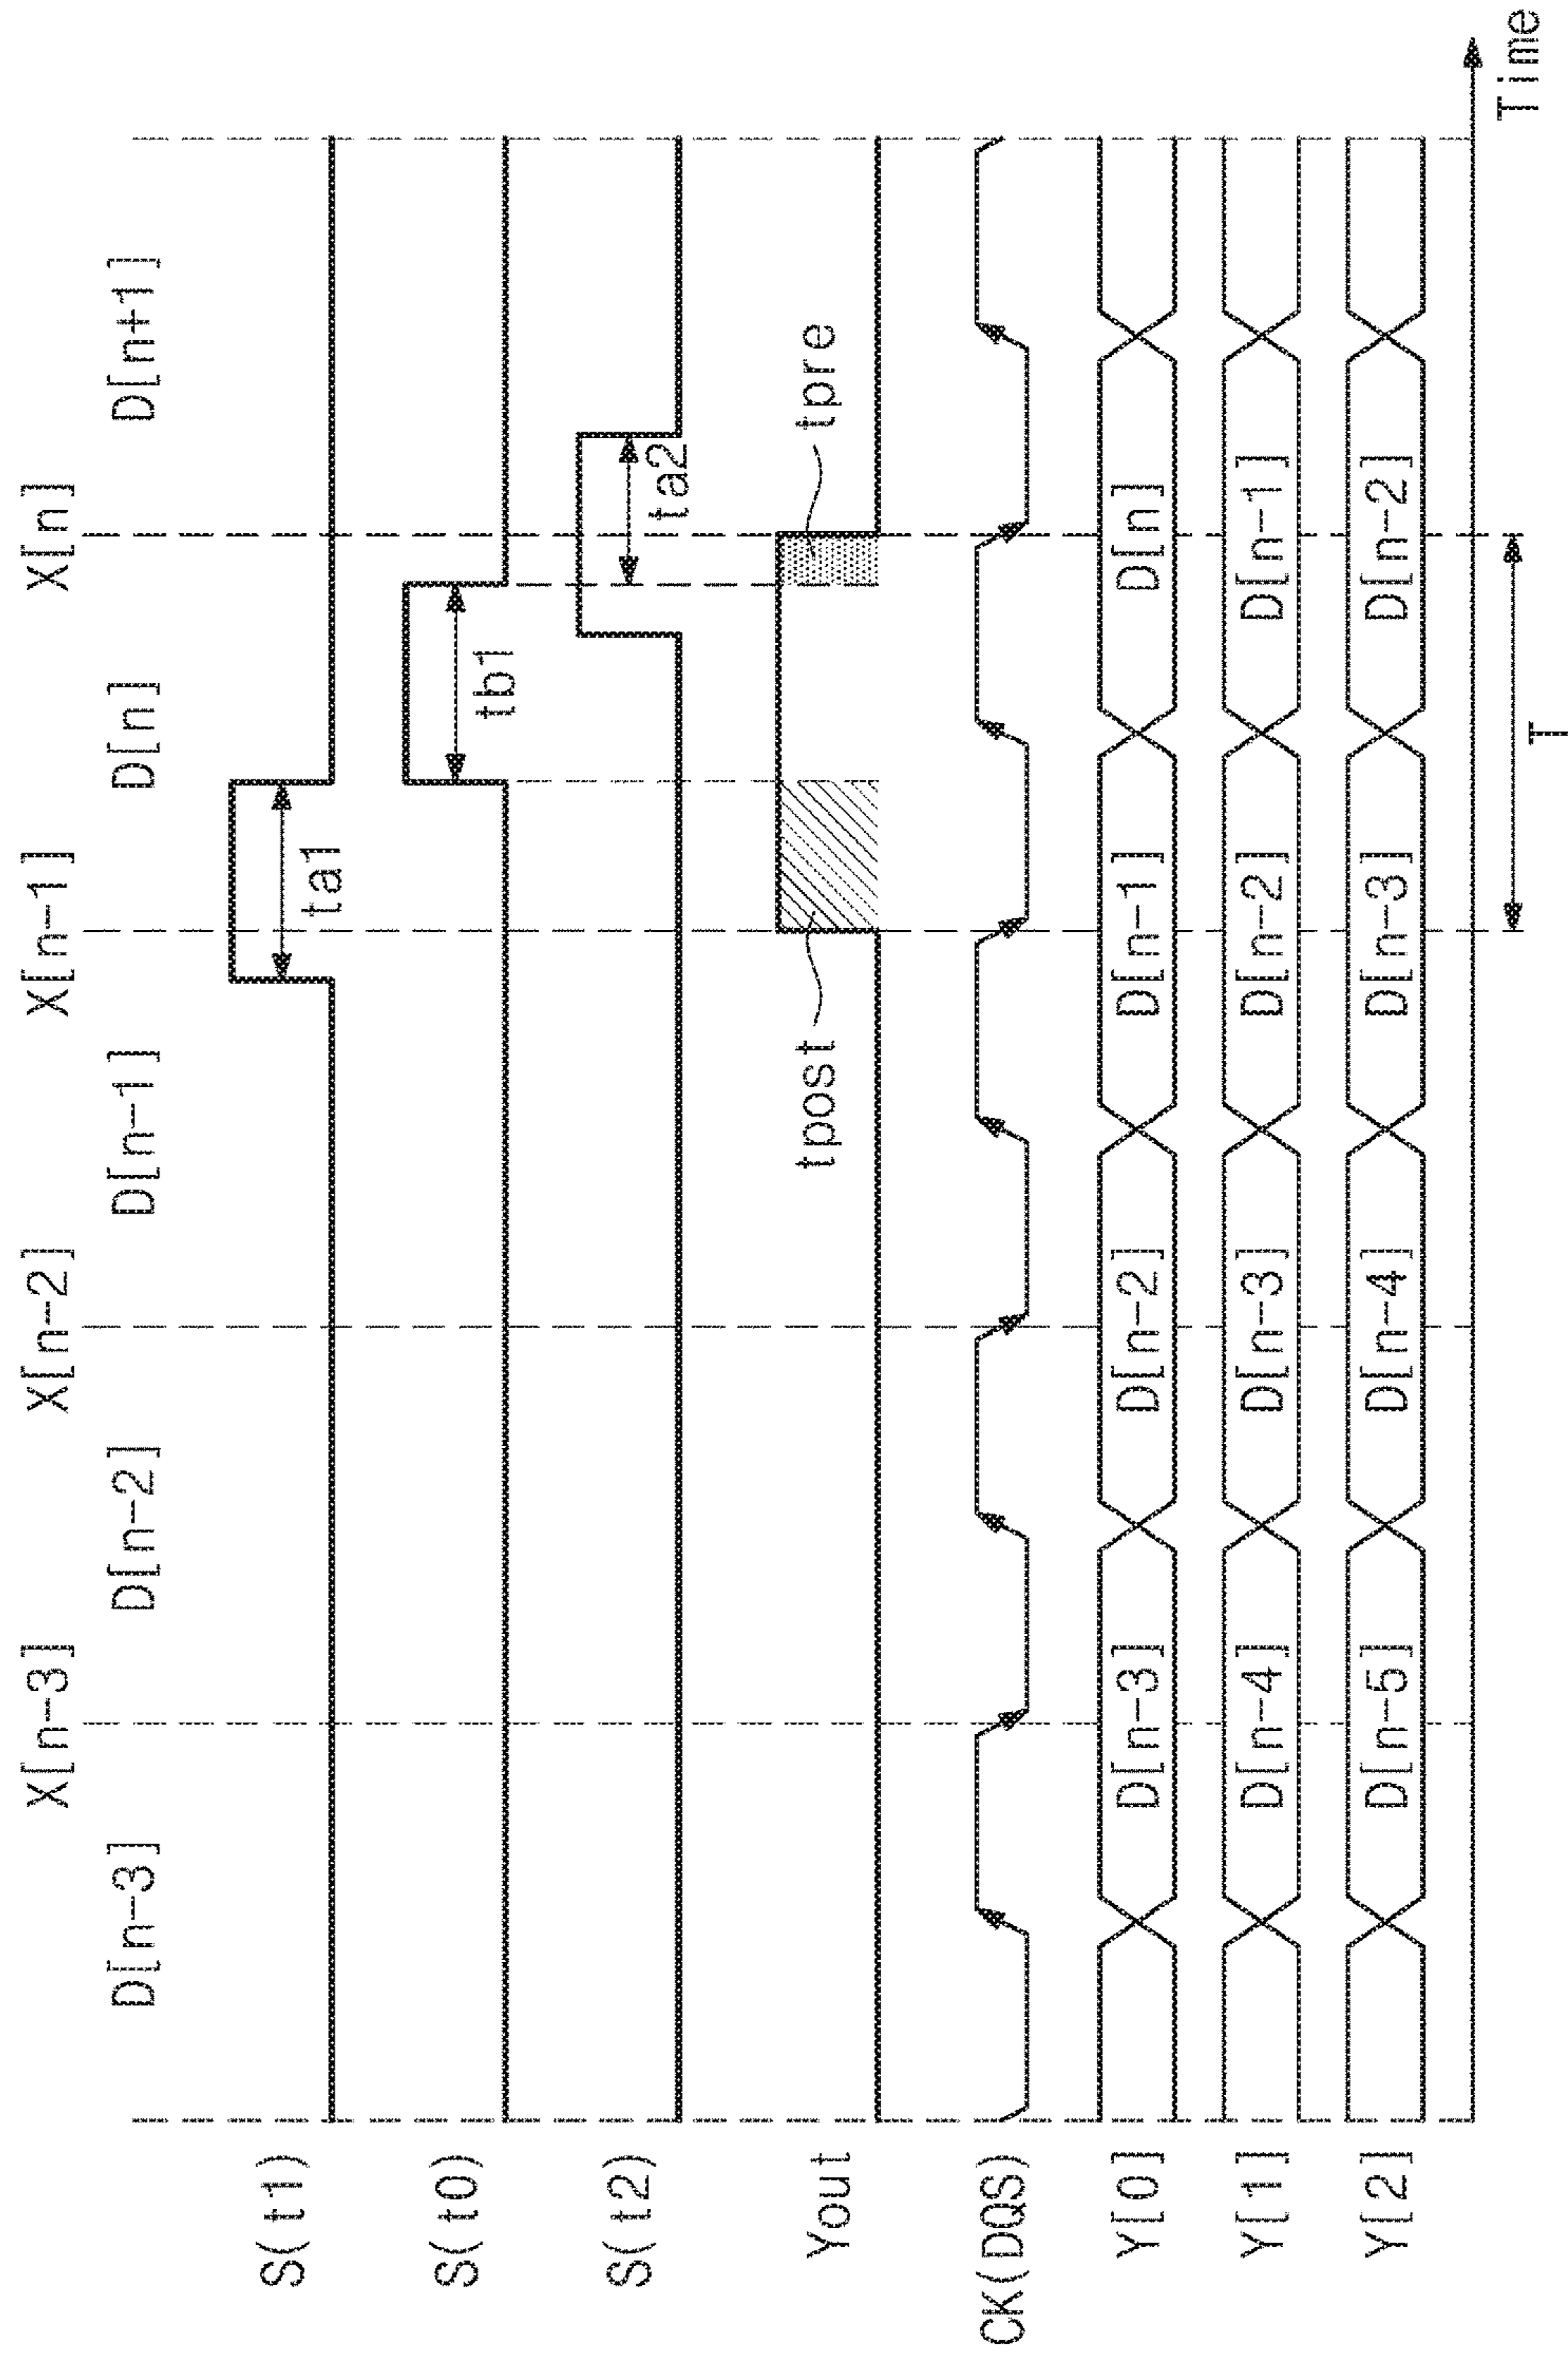 X[n-3] X[n-2] X[n-1] X[n]
D[n-3] D[n-2] D[n-1] D[n] D[n+1]
S(t1)
ta1
S(t0)
tb1
S(t2)
ta2
Yout
tpost
tpre
CK(DQS)
Y[0] D[n-3] D[n-2] D[n-1] D[n]
Y[1] D[n-4] D[n-3] D[n-2] D[n-1]
Y[2] D[n-5] D[n-4] D[n-3] D[n-2]
Time
T